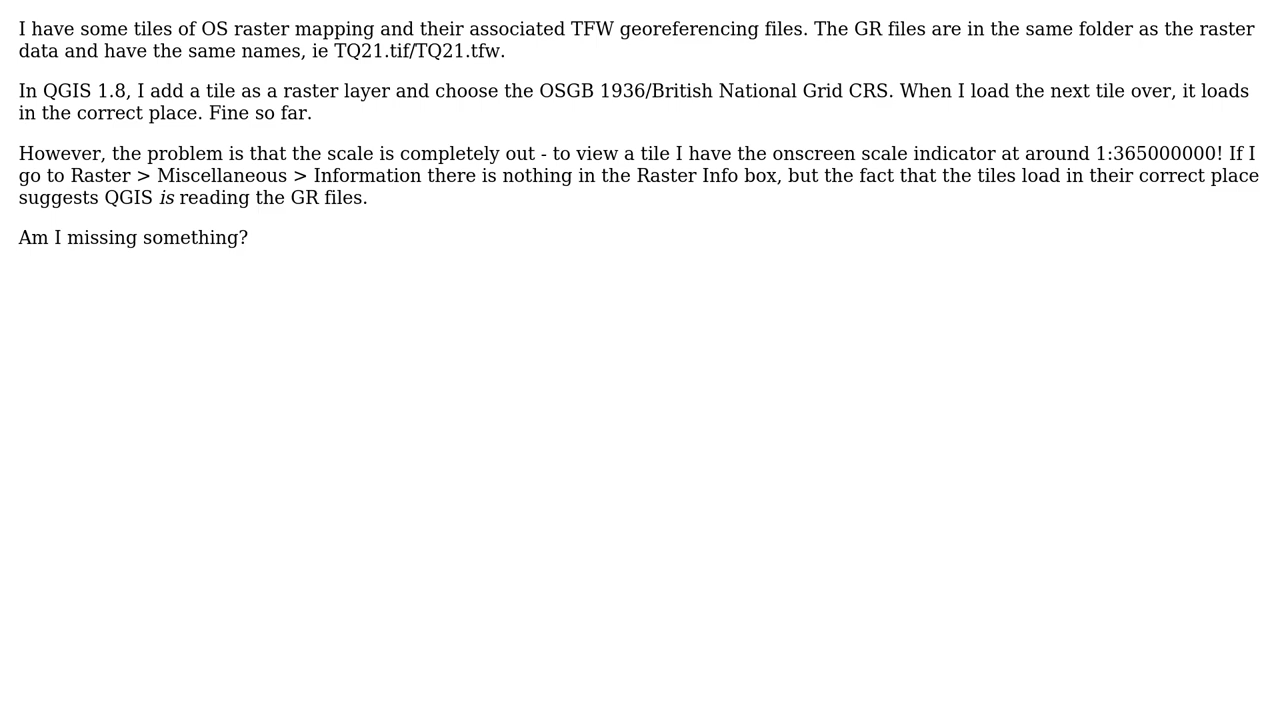 I have some tiles of OS raster mapping and their associated TFW georeferencing files. The GR files are in the same folder as the raster
data and have the same names, ie TQ21.tif/TQ21.tfw.
In QGIS 1.8, I add a tile as a raster layer and choose the OSGB 1936/British National Grid CRS. When I load the next tile over, it loads
in the correct place. Fine so far.
However, the problem is that the scale is completely out - to view a tile I have the onscreen scale indicator at around 1:365000000! If I
go to Raster > Miscellaneous > Information there is nothing in the Raster Info box, but the fact that the tiles load in their correct place
suggests QGIS is reading the GR files.
Am I missing something?